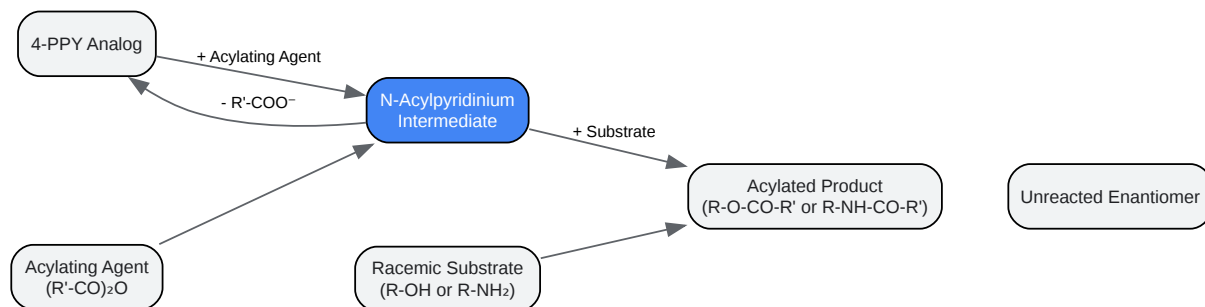 4-PPY Analog
+ Acylating Agent
- R'-COO⁻
N-Acylpyridinium
Intermediate
+ Substrate
Acylated Product
(R-O-CO-R' or R-NH-CO-R')
Unreacted Enantiomer
Acylating Agent
(R'-CO)₂O
Racemic Substrate
(R-OH or R-NH₂)